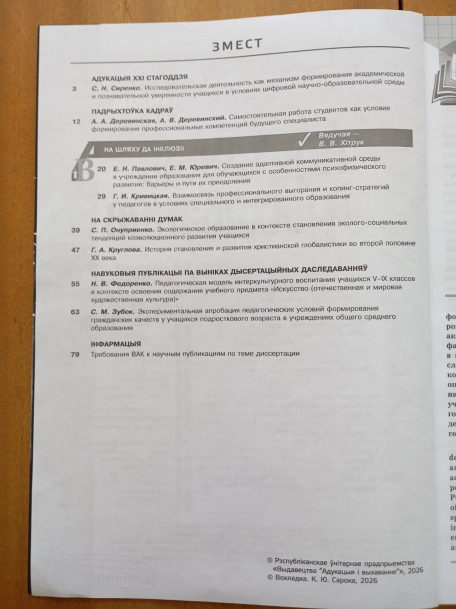 ЗМЕСТ
АДУКАЦЫЯ XXI СТАГОДДЗЯ
3 С. Н. Сиренко. Исследовательская деятельность как механизм формирования академической
и познавательной уверенности учащихся в условиях цифровой научно-образовательной среды
ПАДРЫХТОЎКА КАДРАЎ
12 А. А. Деревинская, А. В. Деревинский. Самостоятельная работа студентов как условие
формирования профессиональных компетенций будущего специалиста
НА ШЛЯХУ ДА ІНКЛЮЗІІ
Вядучая —
В. В. Хітрук
20 Е. Н. Павлович, Е. М. Юревич. Создание адаптивной коммуникативной среды
в учреждении образования для обучающихся с особенностями психофизического
развития: барьеры и пути их преодоления
29 Г. И. Кривицкая. Взаимосвязь профессионального выгорания и копинг-стратегий
у педагогов в условиях специального и интегрированного образования
НА СКРЫЖАВАННІ ДУМАК
39 С. П. Онуприенко. Экологическое образование в контексте становления эколого-социальных
тенденций коэволюционного развития учащихся
47 Г. А. Круглова. История становления и развития христианской глобалистики во второй половине
XX века
НАВУКОВЫЯ ПУБЛІКАЦЫІ ПА ВЫНІКАХ ДЫСЕРТАЦЫЙНЫХ ДАСЛЕДАВАННЯЎ
55 Н. В. Федоренко. Педагогическая модель интеркультурного воспитания учащихся V–IX классов
в контексте освоения содержания учебного предмета «Искусство (отечественная и мировая
художественная культура)»
63 С. М. Зубок. Экспериментальная апробация педагогических условий формирования
гражданских качеств у учащихся подросткового возраста в учреждениях общего среднего
образования
ІНФАРМАЦЫЯ
79 Требования ВАК к научным публикациям по теме диссертации
© Рэспубліканскае ўнітарнае прадпрыемства
«Выдавецтва "Адукацыя і выхаванне"», 2026
© Вокладка. К. Ю. Сарока, 2026